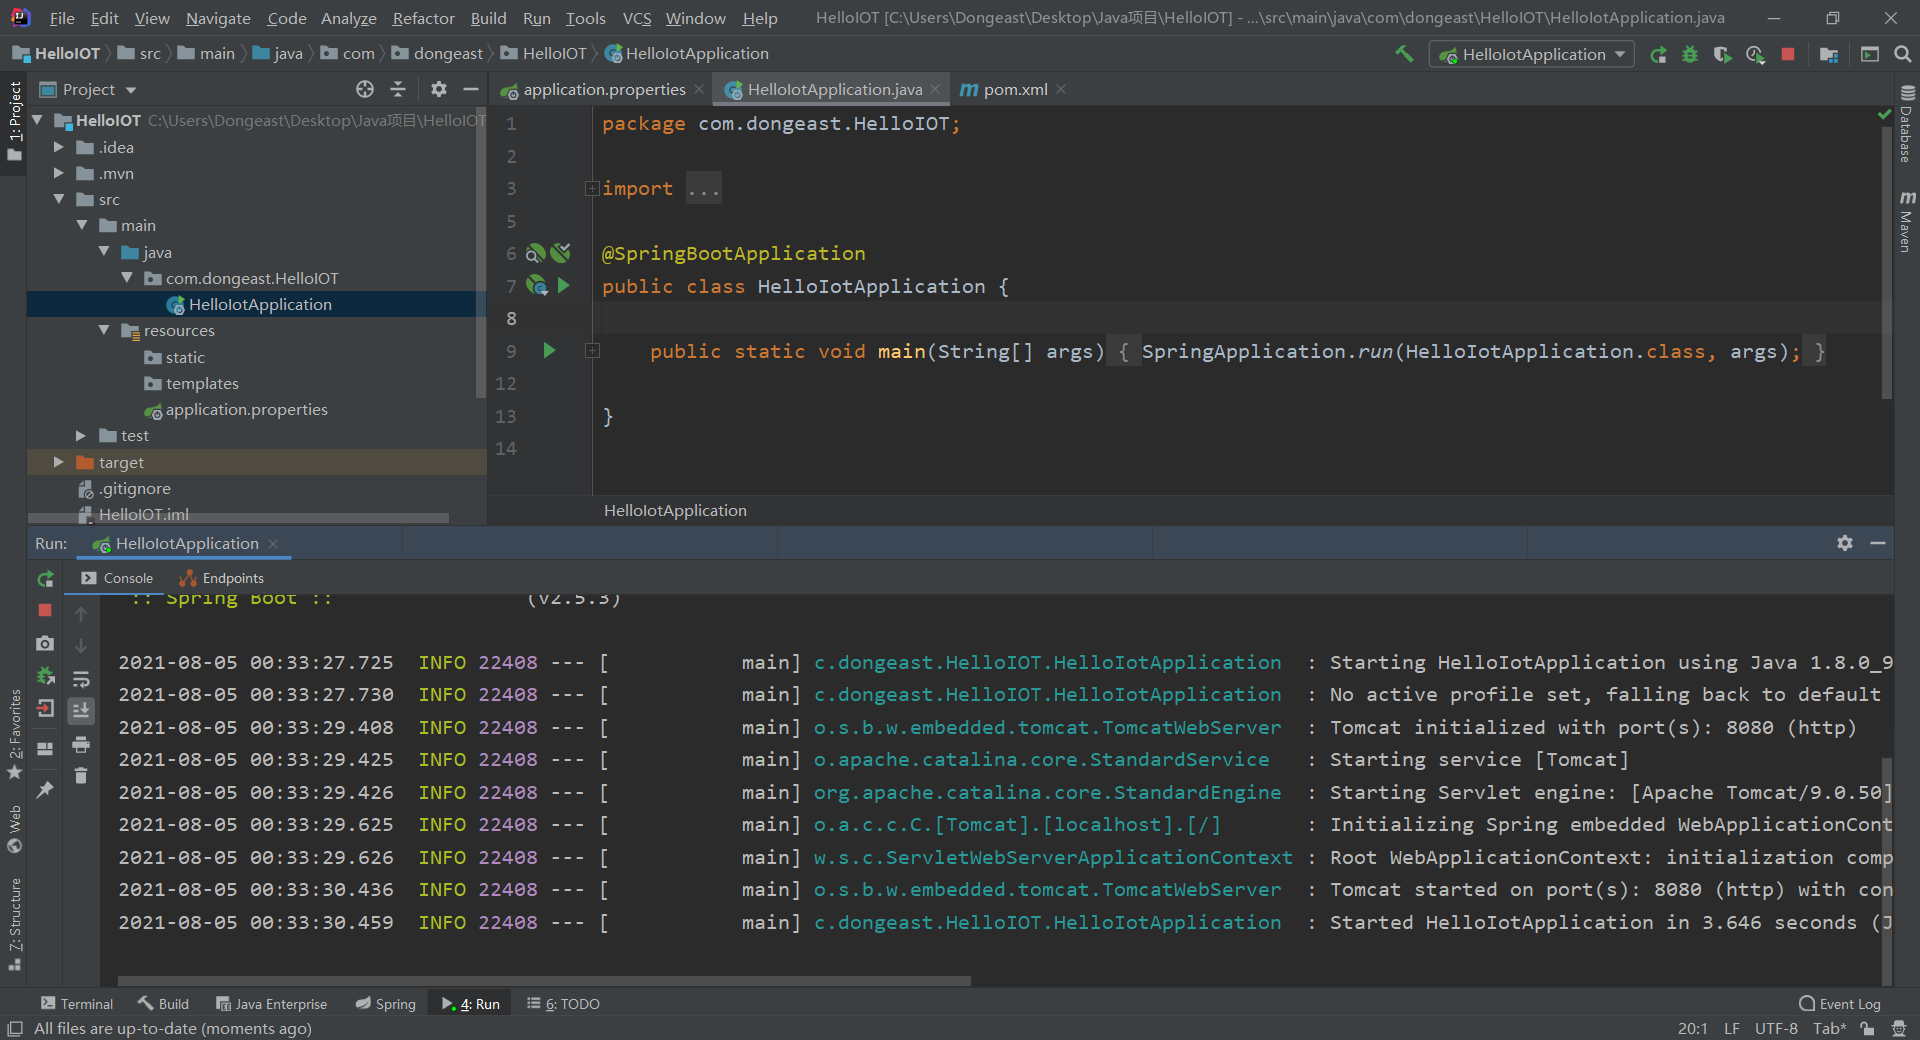 File Edit View Navigate Code Analyze Refactor Build Run Tools VCS Window Help HelloIOT [C:\Users\Dongeast\Desktop\Java项目\HelloIOT] - ...\src\main\java\com\dongeast\HelloIOT\HelloIotApplication.java
HelloIOT src main java com dongeast HelloIOT HelloIotApplication HelloIotApplication
1: Project
Project
HelloIOT C:\Users\Dongeast\Desktop\Java项目\HelloIOT
.idea
.mvn
src
main
java
com.dongeast.HelloIOT
HelloIotApplication
resources
static
templates
application.properties
test
target
.gitignore
HelloIOT.iml
application.properties HelloIotApplication.java pom.xml
1 package com.dongeast.HelloIOT;
2
3 import ...
5
6 @SpringBootApplication
7 public class HelloIotApplication {
8
9 public static void main(String[] args) { SpringApplication.run(HelloIotApplication.class, args); }
12
13 }
14
HelloIotApplication
Database
Maven
Run: HelloIotApplication
Console Endpoints
:: Spring Boot :: (v2.5.3)
2021-08-05 00:33:27.725 INFO 22408 --- [ main] c.dongeast.HelloIOT.HelloIotApplication : Starting HelloIotApplication using Java 1.8.0_9
2021-08-05 00:33:27.730 INFO 22408 --- [ main] c.dongeast.HelloIOT.HelloIotApplication : No active profile set, falling back to default
2021-08-05 00:33:29.408 INFO 22408 --- [ main] o.s.b.w.embedded.tomcat.TomcatWebServer : Tomcat initialized with port(s): 8080 (http)
2021-08-05 00:33:29.425 INFO 22408 --- [ main] o.apache.catalina.core.StandardService : Starting service [Tomcat]
2021-08-05 00:33:29.426 INFO 22408 --- [ main] org.apache.catalina.core.StandardEngine : Starting Servlet engine: [Apache Tomcat/9.0.50]
2021-08-05 00:33:29.625 INFO 22408 --- [ main] o.a.c.c.C.[Tomcat].[localhost].[/] : Initializing Spring embedded WebApplicationCont
2021-08-05 00:33:29.626 INFO 22408 --- [ main] w.s.c.ServletWebServerApplicationContext : Root WebApplicationContext: initialization comp
2021-08-05 00:33:30.436 INFO 22408 --- [ main] o.s.b.w.embedded.tomcat.TomcatWebServer : Tomcat started on port(s): 8080 (http) with con
2021-08-05 00:33:30.459 INFO 22408 --- [ main] c.dongeast.HelloIOT.HelloIotApplication : Started HelloIotApplication in 3.646 seconds (J
2: Favorites
Web
7: Structure
Terminal Build Java Enterprise Spring 4: Run 6: TODO Event Log
All files are up-to-date (moments ago) 20:1 LF UTF-8 Tab*